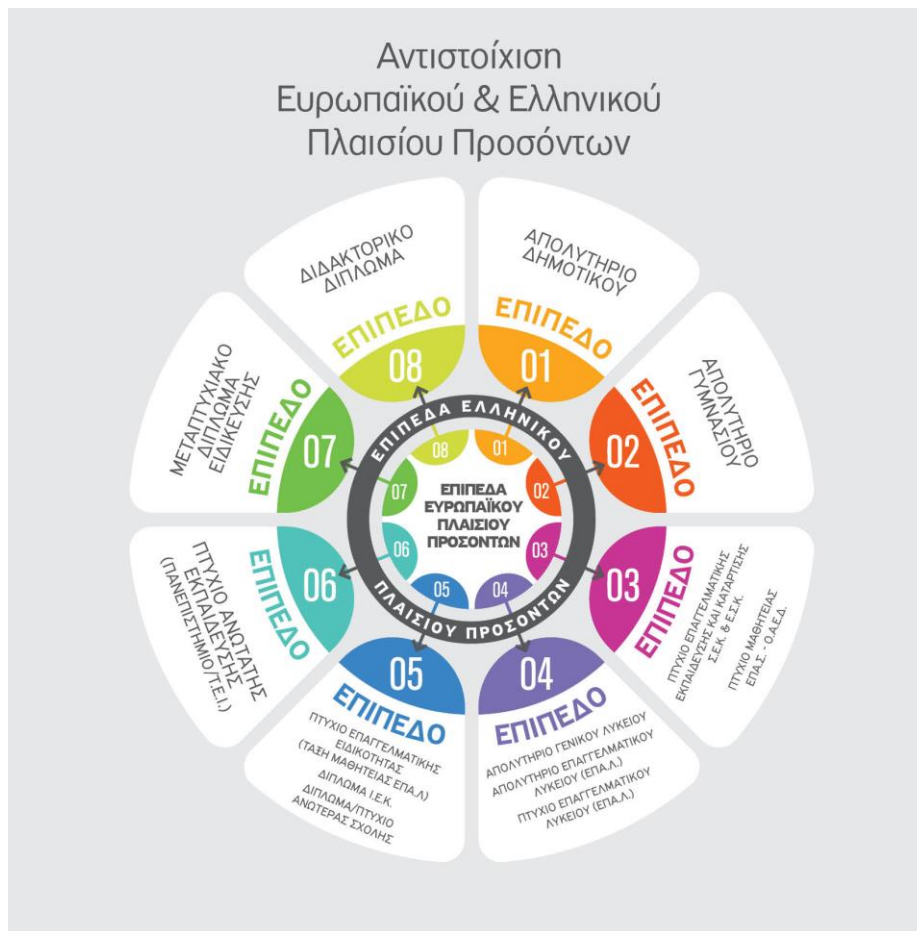 Αντιστοίχιση
Ευρωπαϊκού & Ελληνικού
Πλαισίου Προσόντων
ΑΠΟΛΥΤΗΡΙΟ
ΔΗΜΟΤΙΚΟΥ
ΕΠΙΠΕΔΟ
01
ΑΠΟΛΥΤΗΡΙΟ
ΓΥΜΝΑΣΙΟΥ
ΕΠΙΠΕΔΟ
02
ΠΤΥΧΙΟ ΕΠΑΓΓΕΛΜΑΤΙΚΗΣ
ΕΚΠΑΙΔΕΥΣΗΣ ΚΑΙ ΚΑΤΑΡΤΙΣΗΣ
Σ.Ε.Κ. & Ε.Σ.Κ.
ΠΤΥΧΙΟ ΜΑΘΗΤΕΙΑΣ
ΕΠΑ.Σ. - Ο.Α.Ε.Δ.
ΕΠΙΠΕΔΟ
03
04
ΕΠΙΠΕΔΟ
ΑΠΟΛΥΤΗΡΙΟ ΓΕΝΙΚΟΥ ΛΥΚΕΙΟΥ
ΑΠΟΛΥΤΗΡΙΟ ΕΠΑΓΓΕΛΜΑΤΙΚΟΥ
ΛΥΚΕΙΟΥ (ΕΠΑ.Λ.)
ΠΤΥΧΙΟ ΕΠΑΓΓΕΛΜΑΤΙΚΟΥ
ΛΥΚΕΙΟΥ (ΕΠΑ.Λ.)
05
ΕΠΙΠΕΔΟ
ΠΤΥΧΙΟ ΕΠΑΓΓΕΛΜΑΤΙΚΗΣ
ΕΙΔΙΚΟΤΗΤΑΣ
(ΤΑΞΗ ΜΑΘΗΤΕΙΑΣ ΕΠΑ.Λ)
ΔΙΠΛΩΜΑ Ι.Ε.Κ.
ΔΙΠΛΩΜΑ/ΠΤΥΧΙΟ
ΑΝΩΤΕΡΑΣ ΣΧΟΛΗΣ
06
ΕΠΙΠΕΔΟ
ΠΤΥΧΙΟ ΑΝΩΤΑΤΗΣ
ΕΚΠΑΙΔΕΥΣΗΣ
(ΠΑΝΕΠΙΣΤΗΜΙΟ/Τ.Ε.Ι.)
ΜΕΤΑΠΤΥΧΙΑΚΟ
ΔΙΠΛΩΜΑ
ΕΙΔΙΚΕΥΣΗΣ
ΕΠΙΠΕΔΟ
07
ΔΙΔΑΚΤΟΡΙΚΟ
ΔΙΠΛΩΜΑ
ΕΠΙΠΕΔΟ
08
ΕΠΙΠΕΔΑ ΕΛΛΗΝΙΚΟΥ
ΠΛΑΙΣΙΟΥ ΠΡΟΣΟΝΤΩΝ
01
02
03
04
05
06
07
08
ΕΠΙΠΕΔΑ
ΕΥΡΩΠΑΪΚΟΥ
ΠΛΑΙΣΙΟΥ
ΠΡΟΣΟΝΤΩΝ